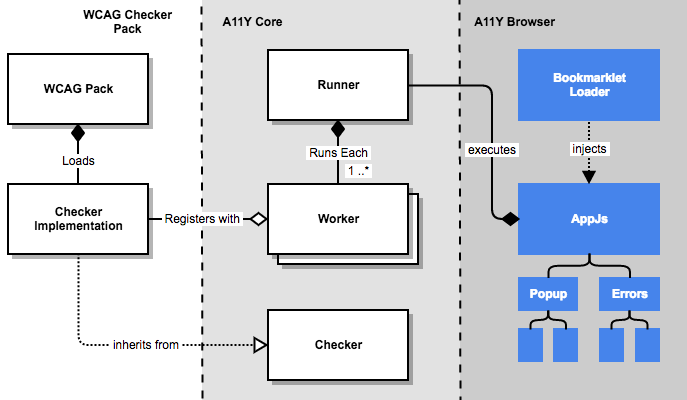 WCAG Checker
Pack
A11Y Core
A11Y Browser
WCAG Pack
Runner
Bookmarklet
Loader
Loads
Runs Each
1 ..*
executes
injects
Checker
Implementation
Registers with
Worker
AppJs
Popup
Errors
inherits from
Checker